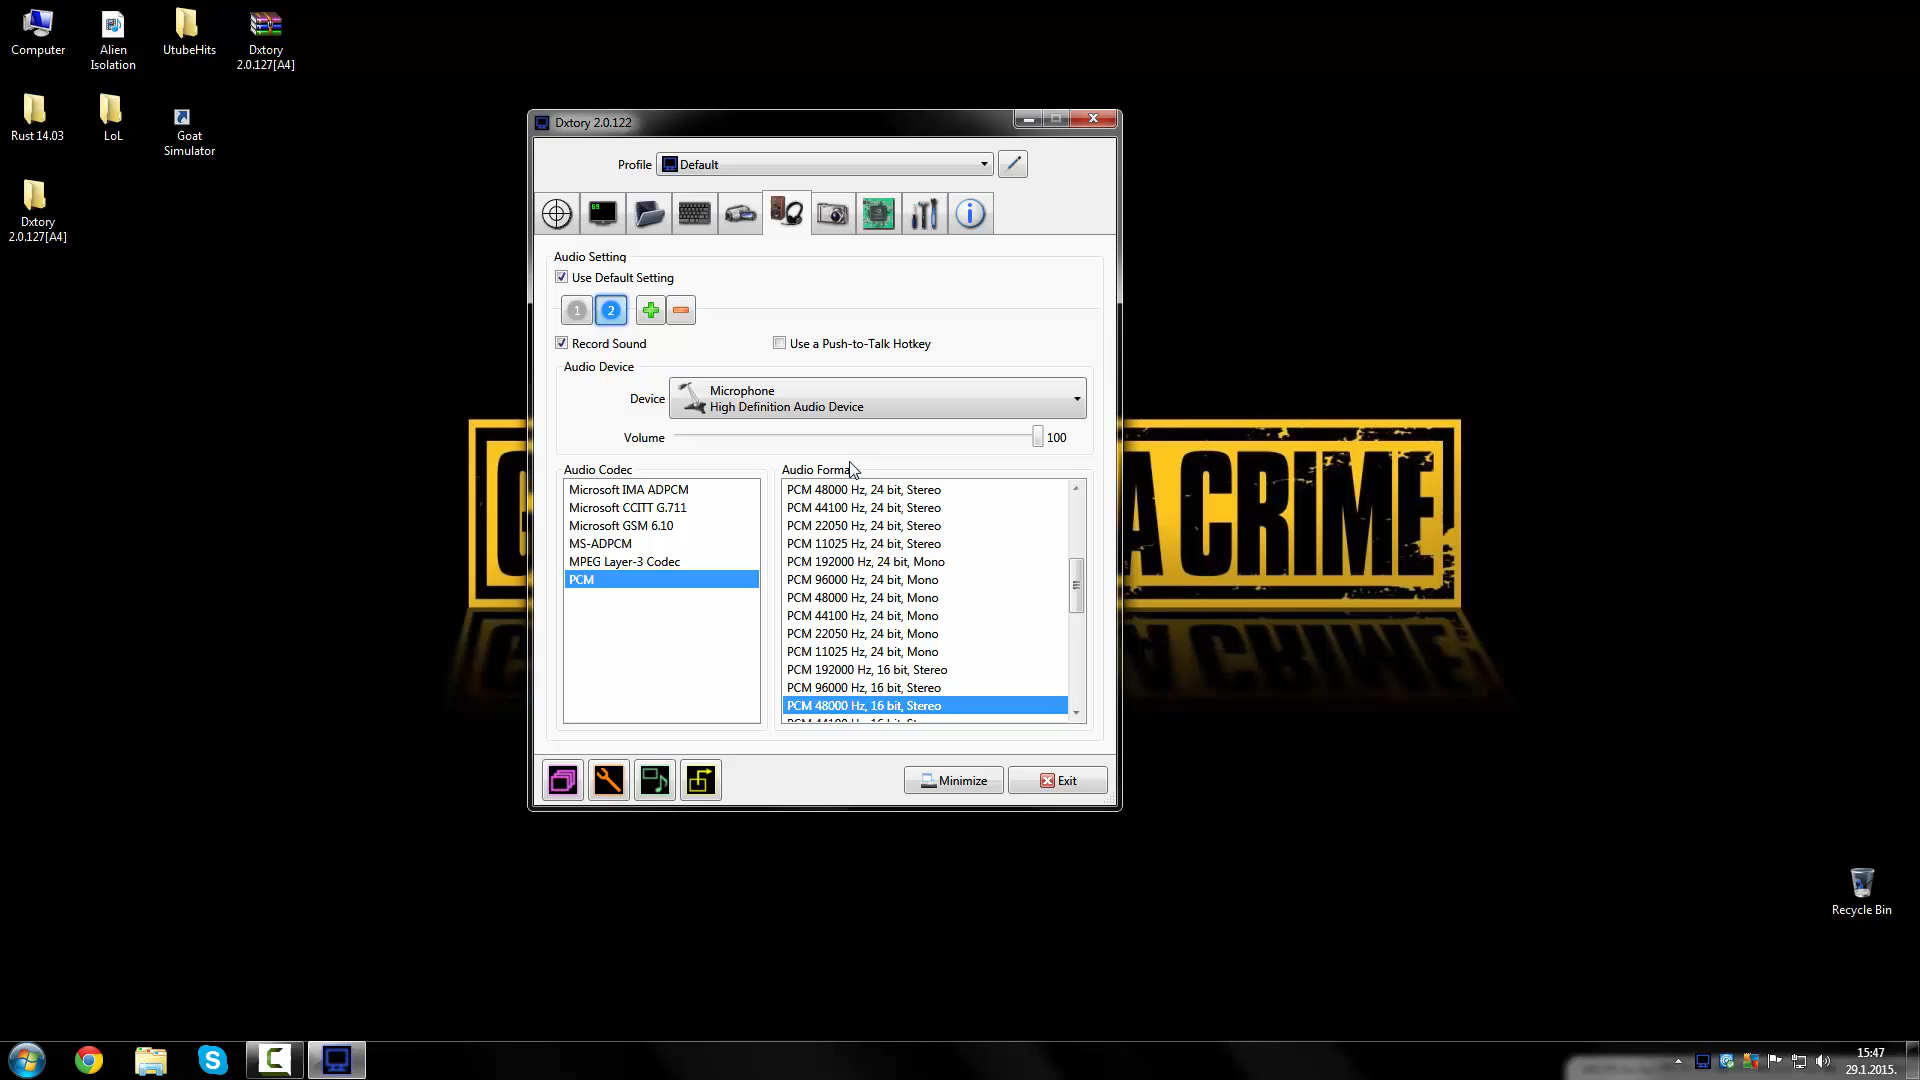 Computer
Alien
Isolation
UtubeHits
Dxtory
2.0.127[A4]
Rust 14.03
LoL
Goat
Simulator
Dxtory
2.0.127[A4]
Dxtory 2.0.122
Profile
Default
69
Audio Setting
Use Default Setting
1
2
Record Sound
Use a Push-to-Talk Hotkey
Audio Device
Device
Microphone
High Definition Audio Device
Volume
100
Audio Codec
Microsoft IMA ADPCM
Microsoft CCITT G.711
Microsoft GSM 6.10
MS-ADPCM
MPEG Layer-3 Codec
PCM
Audio Forma
PCM 48000 Hz, 24 bit, Stereo
PCM 44100 Hz, 24 bit, Stereo
PCM 22050 Hz, 24 bit, Stereo
PCM 11025 Hz, 24 bit, Stereo
PCM 192000 Hz, 24 bit, Mono
PCM 96000 Hz, 24 bit, Mono
PCM 48000 Hz, 24 bit, Mono
PCM 44100 Hz, 24 bit, Mono
PCM 22050 Hz, 24 bit, Mono
PCM 11025 Hz, 24 bit, Mono
PCM 192000 Hz, 16 bit, Stereo
PCM 96000 Hz, 16 bit, Stereo
PCM 48000 Hz, 16 bit, Stereo
Minimize
Exit
A CRIME
Recycle Bin
15:47
29.1.2015.